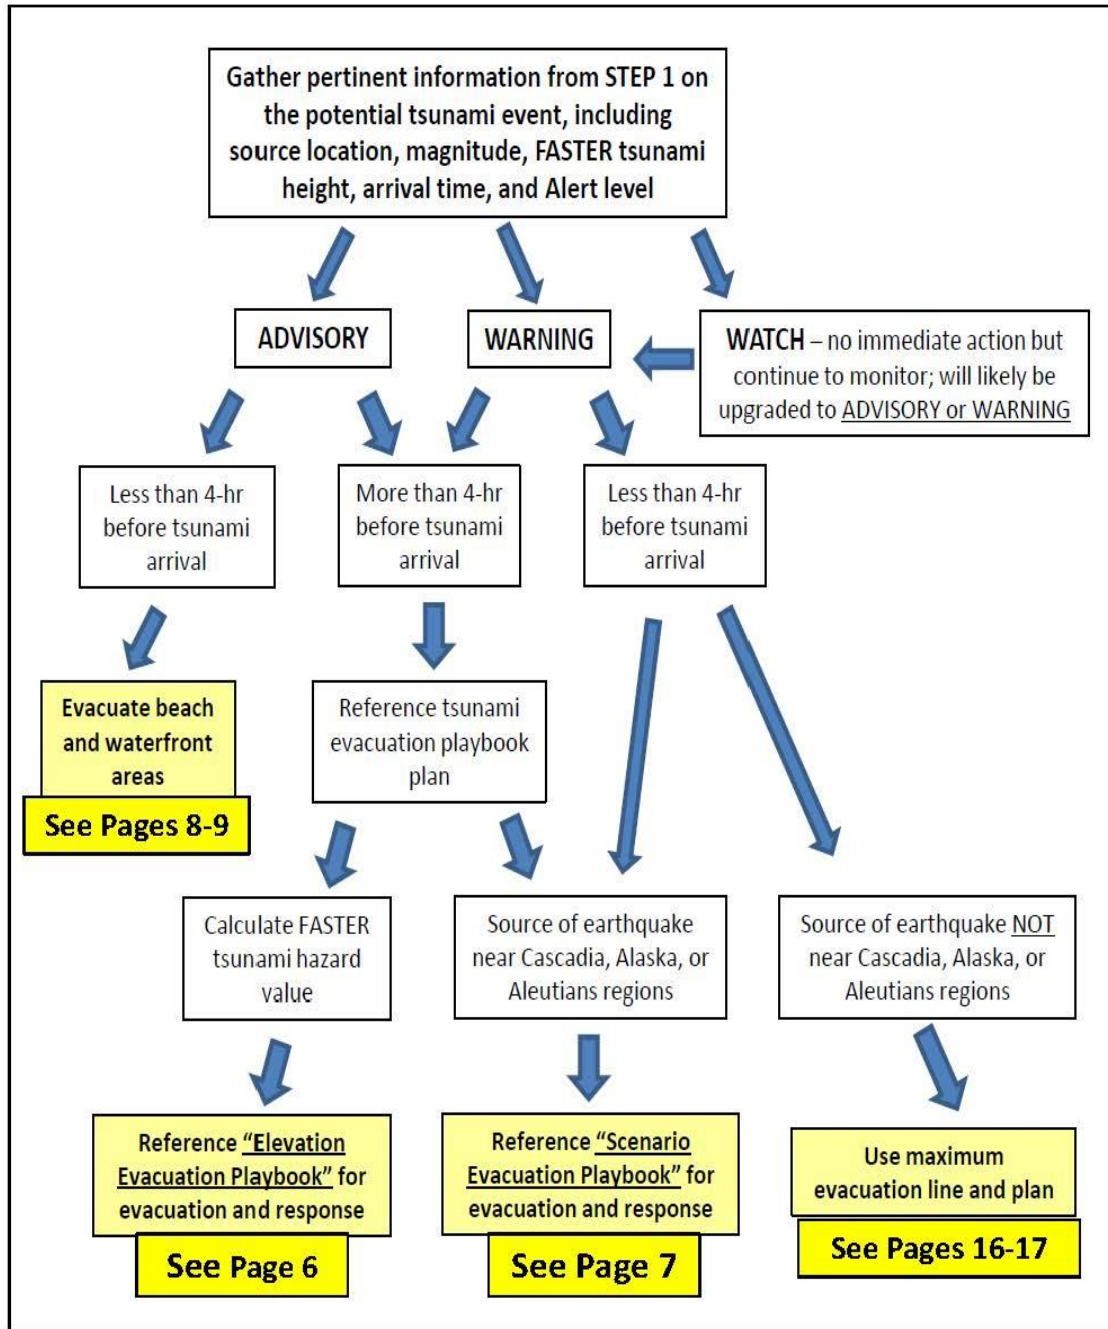 Gather pertinent information from STEP 1 on
the potential tsunami event, including
source location, magnitude, FASTER tsunami
height, arrival time, and Alert level
ADVISORY
WARNING
WATCH – no immediate action but
continue to monitor; will likely be
upgraded to ADVISORY or WARNING
Less than 4-hr
before tsunami
arrival
More than 4-hr
before tsunami
arrival
Less than 4-hr
before tsunami
arrival
Evacuate beach
and waterfront
areas
See Pages 8-9
Reference tsunami
evacuation playbook
plan
Calculate FASTER
tsunami hazard
value
Source of earthquake
near Cascadia, Alaska, or
Aleutians regions
Source of earthquake NOT
near Cascadia, Alaska, or
Aleutians regions
Reference "Elevation
Evacuation Playbook" for
evacuation and response
See Page 6
Reference "Scenario
Evacuation Playbook" for
evacuation and response
See Page 7
Use maximum
evacuation line and plan
See Pages 16-17